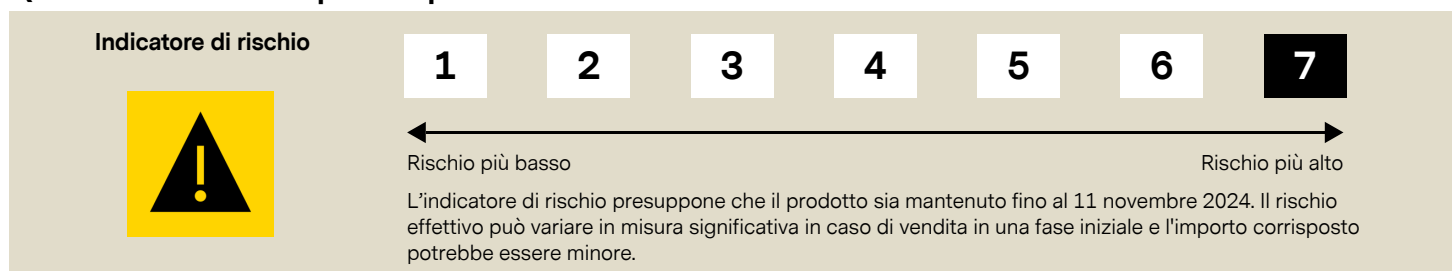 Indicatore di rischio
1 2 3 4 5 6 7
Rischio più basso Rischio più alto
L'indicatore di rischio presuppone che il prodotto sia mantenuto fino al 11 novembre 2024. Il rischio
effettivo può variare in misura significativa in caso di vendita in una fase iniziale e l'importo corrisposto
potrebbe essere minore.